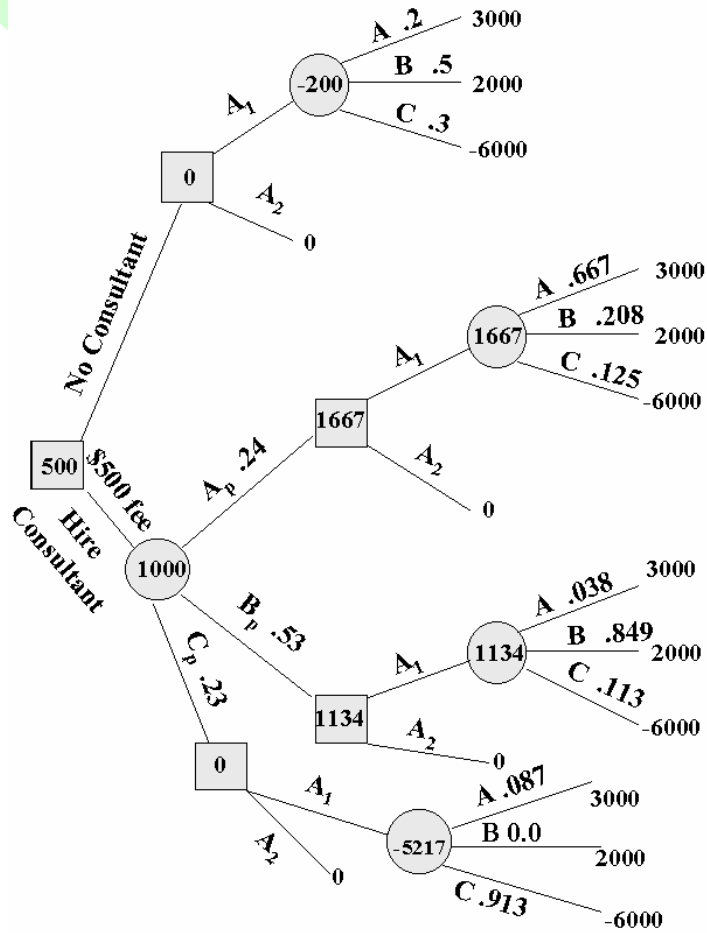 A .2
3000
-200
B .5
2000
C .3
-6000
A1
0
A2
0
No Consultant
A .667
3000
1667
B .208
2000
C .125
-6000
A1
1667
A2
0
500
$500 fee
Hire
Consultant
Ap .24
1000
Bp .53
Cp .23
A .038
3000
1134
B .849
2000
C .113
-6000
A1
1134
A2
0
0
A1
A2
0
A .087
3000
-5217
B 0.0
2000
C .913
-6000